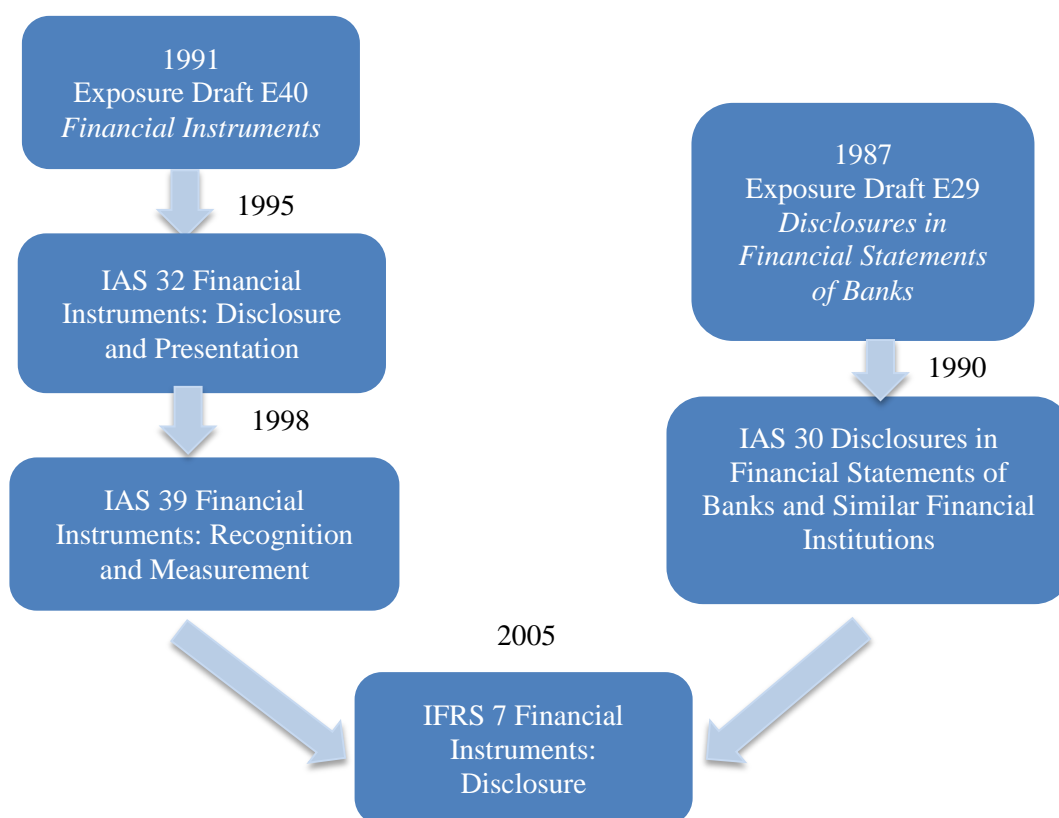 1991
Exposure Draft E40
Financial Instruments
1995
IAS 32 Financial
Instruments: Disclosure
and Presentation
1998
IAS 39 Financial
Instruments: Recognition
and Measurement
1987
Exposure Draft E29
Disclosures in
Financial Statements
of Banks
1990
IAS 30 Disclosures in
Financial Statements of
Banks and Similar Financial
Institutions
2005
IFRS 7 Financial
Instruments:
Disclosure